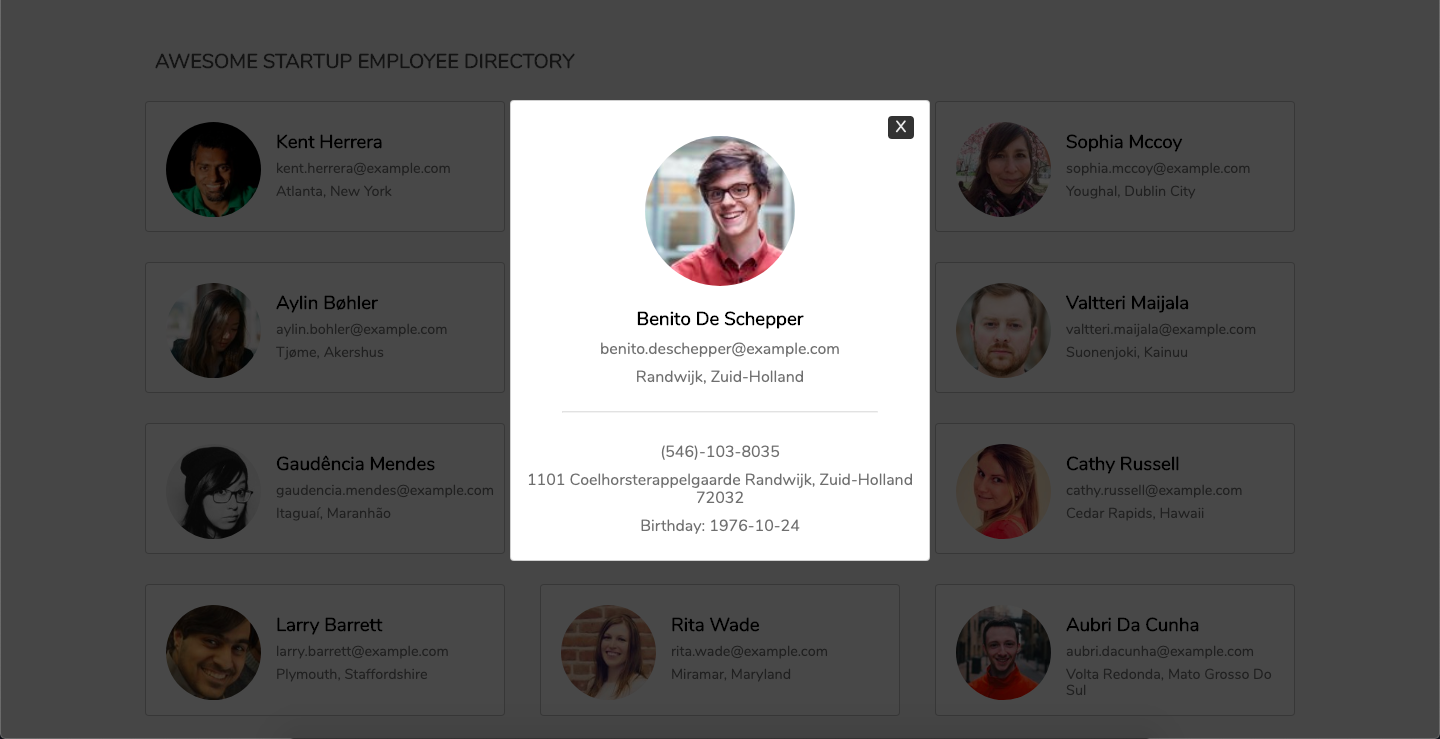 AWESOME STARTUP EMPLOYEE DIRECTORY
Kent Herrera
kent.herrera@example.com
Atlanta, New York
X
Benito De Schepper
benito.deschepper@example.com
Randwijk, Zuid-Holland
(546)-103-8035
1101 Coelhorsterappelgaarde Randwijk, Zuid-Holland
72032
Birthday: 1976-10-24
Sophia Mccoy
sophia.mccoy@example.com
Youghal, Dublin City
Aylin Bøhler
aylin.bohler@example.com
Tjøme, Akershus
Valtteri Maijala
valtteri.maijala@example.com
Suonenjoki, Kainuu
Gaudência Mendes
gaudencia.mendes@example.com
Itaguaí, Maranhão
Cathy Russell
cathy.russell@example.com
Cedar Rapids, Hawaii
Larry Barrett
larry.barrett@example.com
Plymouth, Staffordshire
Rita Wade
rita.wade@example.com
Miramar, Maryland
Aubri Da Cunha
aubri.dacunha@example.com
Volta Redonda, Mato Grosso Do
Sul